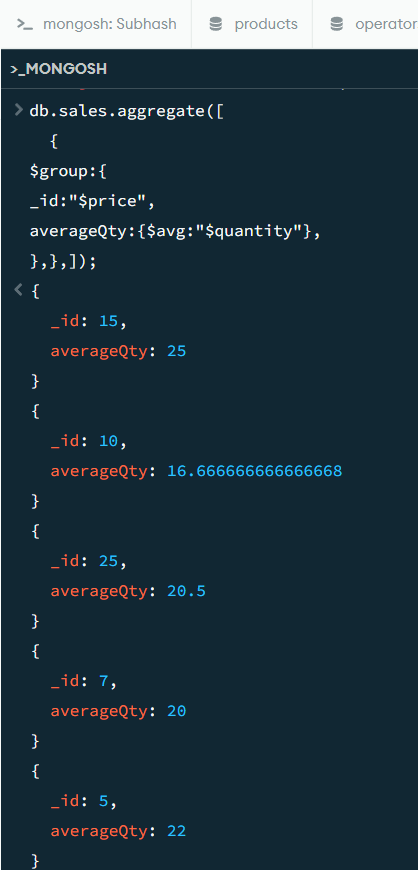 >_ mongosh: Subhash products operator
>_MONGOSH
> db.sales.aggregate([
{
$group:{
_id:"$price",
averageQty:{$avg:"$quantity"},
},},]);
< {
_id: 15,
averageQty: 25
}
{
_id: 10,
averageQty: 16.666666666666668
}
{
_id: 25,
averageQty: 20.5
}
{
_id: 7,
averageQty: 20
}
{
_id: 5,
averageQty: 22
}